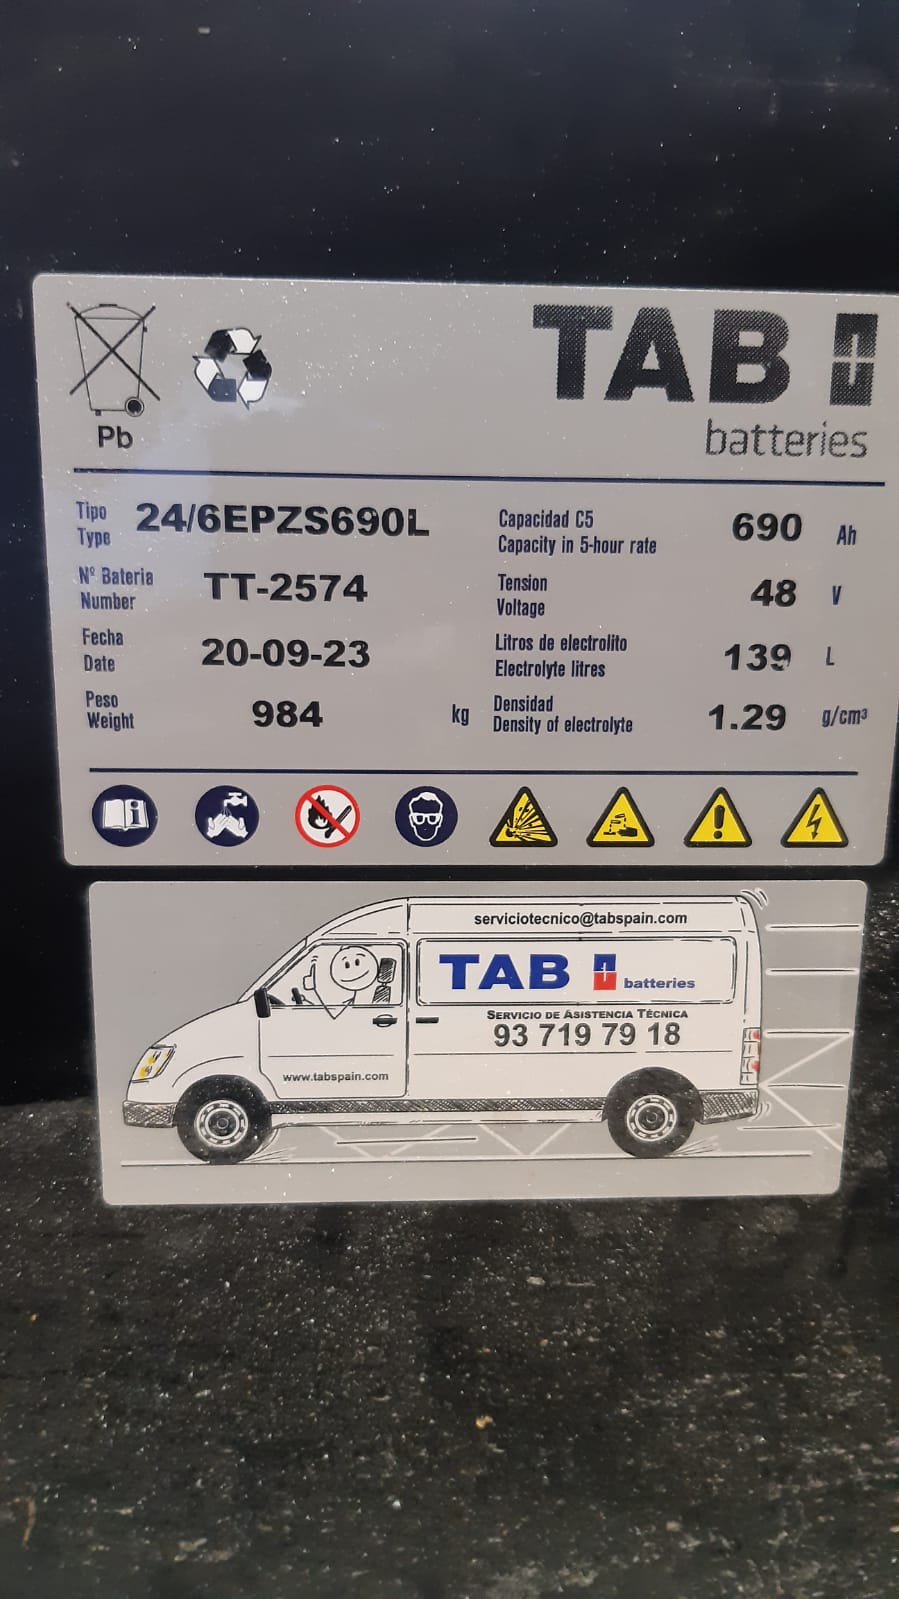 TAB
batteries
Pb
Tipo
Type
24/6EPZS690L
Capacidad C5
Capacity in 5-hour rate
690 Ah
Nº Bateria
Number
TT-2574
Tension
Voltage
48 V
Fecha
Date
20-09-23
Litros de electrolito
Electrolyte litres
139 L
Peso
Weight
984 kg
Densidad
Density of electrolyte
1.29 g/cm³
serviciotecnico@tabspain.com
TAB batteries
SERVICIO DE ASISTENCIA TÉCNICA
93 719 79 18
www.tabspain.com